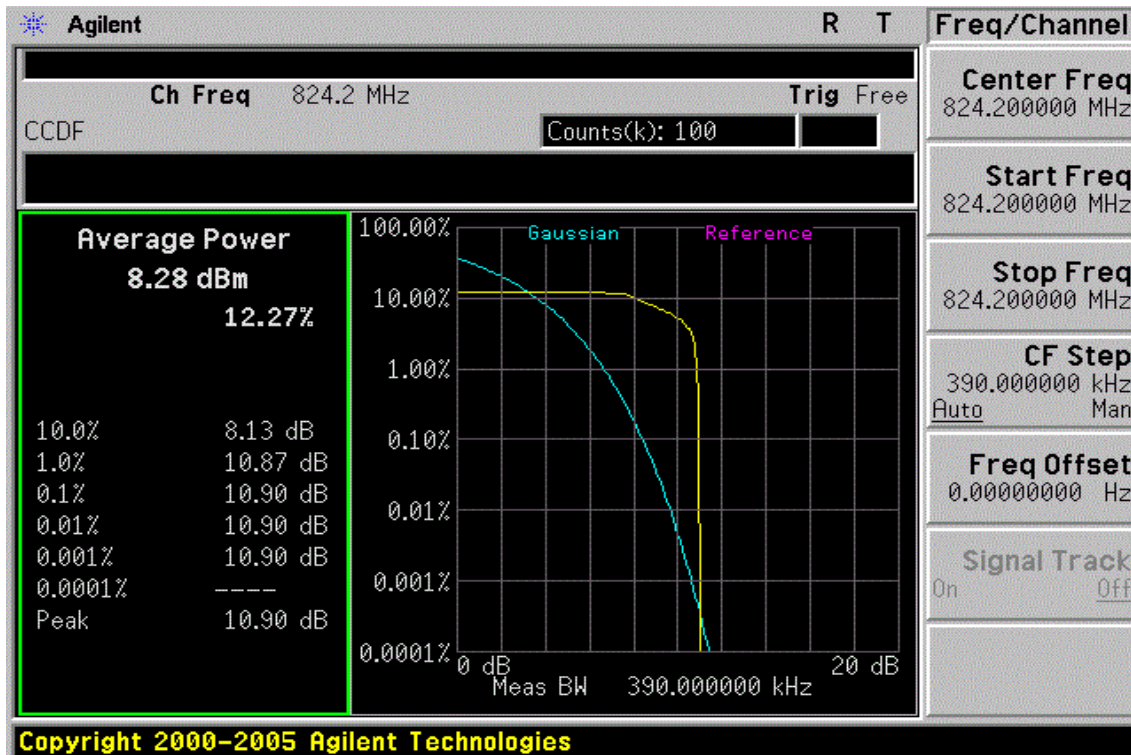 Agilent R T
Ch Freq 824.2 MHz Trig Free
CCDF Counts(k): 100
Average Power
8.28 dBm
12.27%
10.0% 8.13 dB
1.0% 10.87 dB
0.1% 10.90 dB
0.01% 10.90 dB
0.001% 10.90 dB
0.0001% ----
Peak 10.90 dB
Gaussian Reference
100.00%
10.00%
1.00%
0.10%
0.01%
0.001%
0.0001%
0 dB 20 dB
Meas BW 390.000000 kHz
Freq/Channel
Center Freq
824.200000 MHz
Start Freq
824.200000 MHz
Stop Freq
824.200000 MHz
CF Step
390.000000 kHz
Auto Man
Freq Offset
0.00000000 Hz
Signal Track
On Off
Copyright 2000-2005 Agilent Technologies